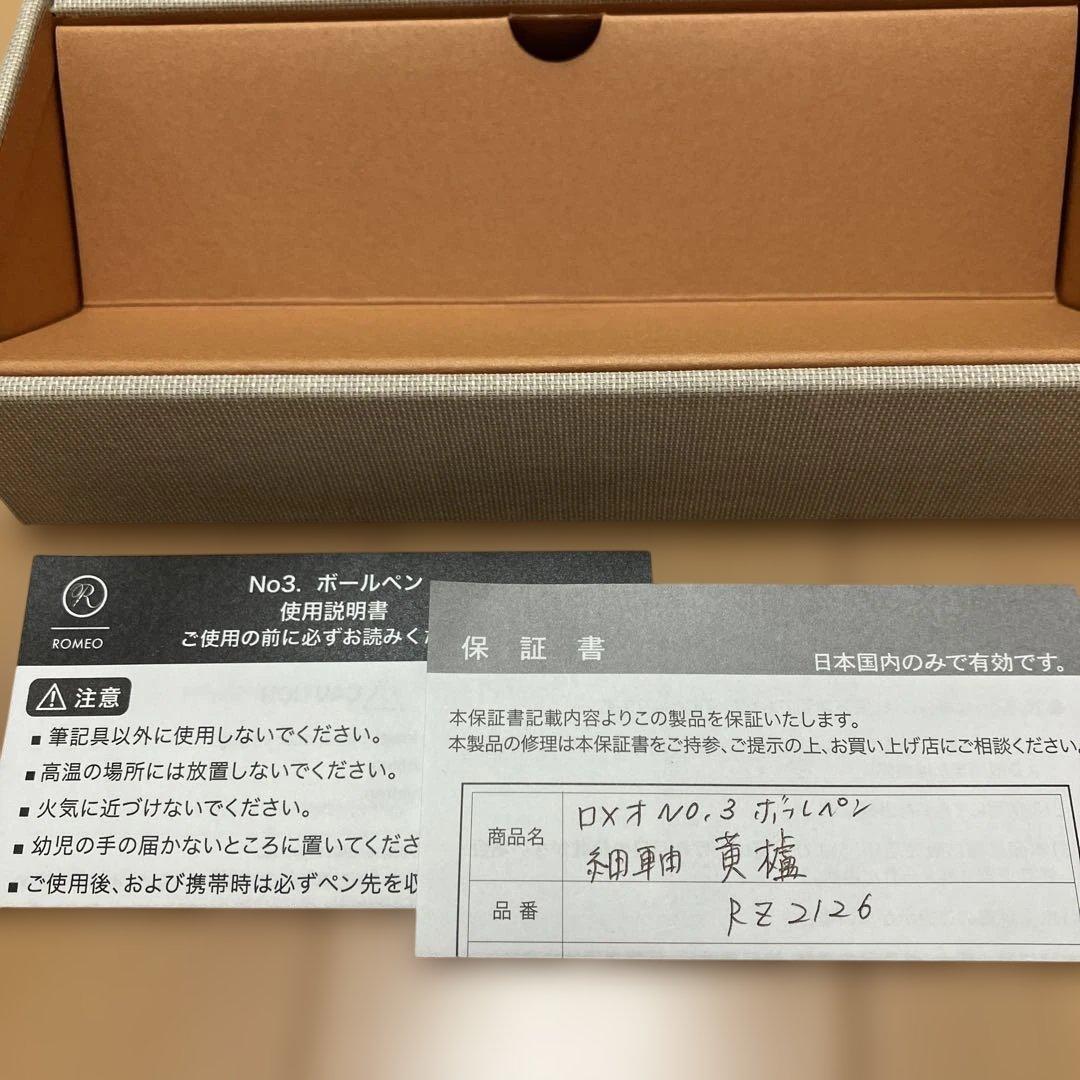 R
ROMEO
No3. ボールペン
使用説明書
ご使用の前に必ずお読みくだ
注意
■ 筆記具以外に使用しないでください。
■ 高温の場所には放置しないでください。
■ 火気に近づけないでください。
■ 幼児の手の届かないところに置いてくださ
■ ご使用後、および携帯時は必ずペン先を収
保証書
日本国内のみで有効です。
本保証書記載内容よりこの製品を保証いたします。
本製品の修理は本保証書をご持参、ご提示の上、お買い上げ店にご相談ください。
商品名 ロメオNO.3 ボールペン
細軸 黄櫨
品番 RZ2126